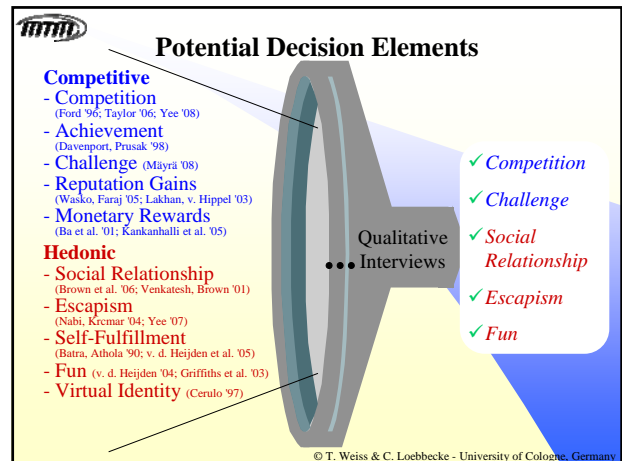 mm
Potential Decision Elements
Competitive
- Competition
(Ford '96; Taylor '06; Yee '08)
- Achievement
(Davenport, Prusak '98)
- Challenge (Mäyrä '08)
- Reputation Gains
(Wasko, Faraj '05; Lakhan, v. Hippel '03)
- Monetary Rewards
(Ba et al. '01; Kankanhalli et al. '05)
Hedonic
- Social Relationship
(Brown et al. '06; Venkatesh, Brown '01)
- Escapism
(Nabi, Krcmar '04; Yee '07)
- Self-Fulfillment
(Batra, Athola '90; v. d. Heijden et al. '05)
- Fun (v. d. Heijden '04; Griffiths et al. '03)
- Virtual Identity (Cerulo '97)
...
Qualitative
Interviews
✓ Competition
✓ Challenge
✓ Social
Relationship
✓ Escapism
✓ Fun
© T. Weiss & C. Loebbecke - University of Cologne, Germany